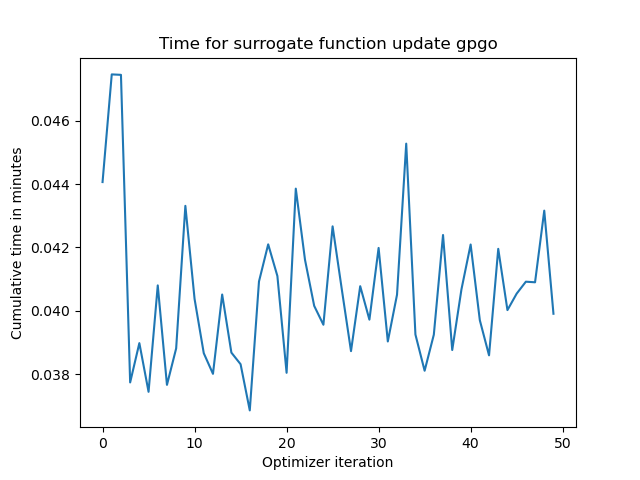 Time for surrogate function update gpgo
Cumulative time in minutes
0.046
0.044
0.042
0.040
0.038
0 10 20 30 40 50
Optimizer iteration